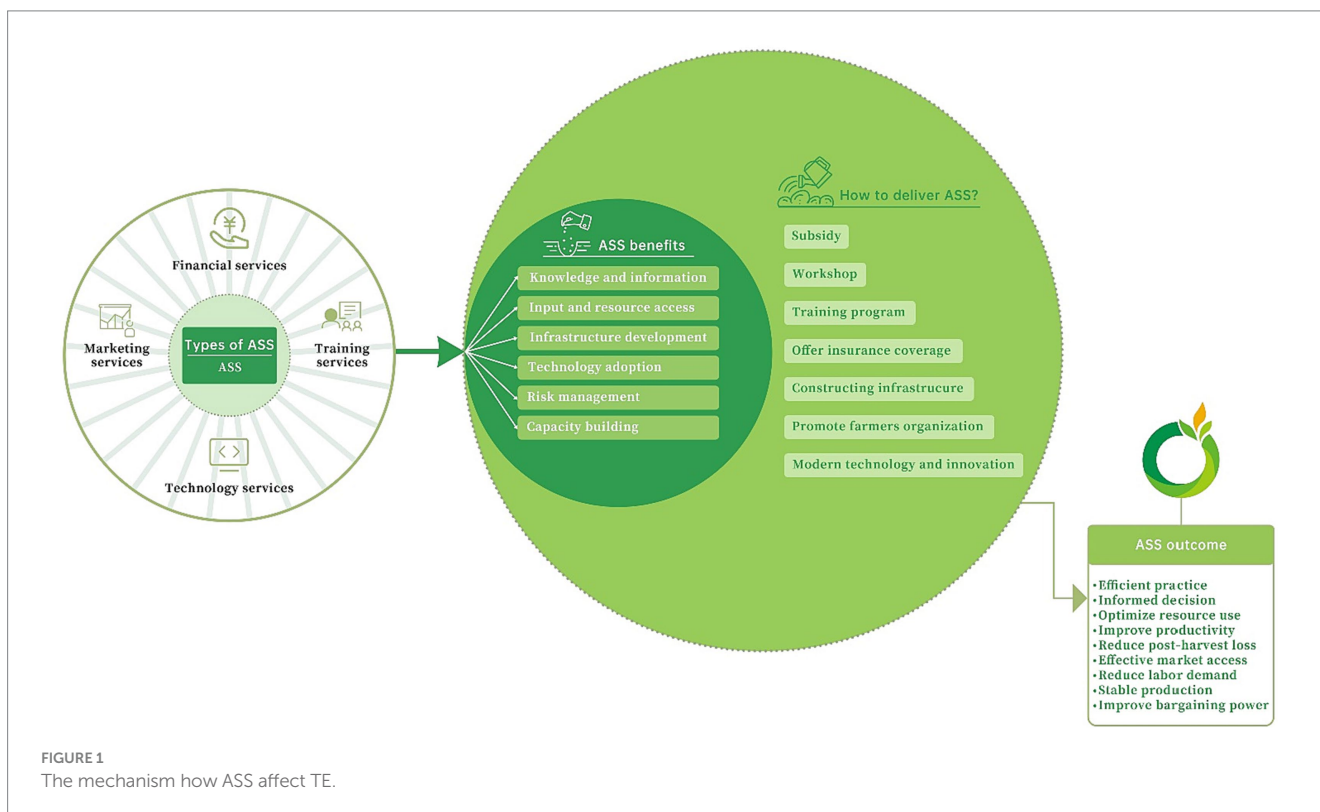 Financial services
Marketing
services
Types of ASS
ASS
Training
services
Technology services
ASS benefits
Knowledge and information
Input and resource access
Infrastructure development
Technology adoption
Risk management
Capacity building
How to deliver ASS?
Subsidy
Workshop
Training program
Offer insurance coverage
Constructing infrastrucure
Promote farmers organization
Modern technology and innovation
ASS outcome
•Efficient practice
•Informed decision
•Optimize resource use
•Improve productivity
•Reduce post-harvest loss
•Effective market access
•Reduce labor demand
•Stable production
•Improve bargaining power
FIGURE 1
The mechanism how ASS affect TE.